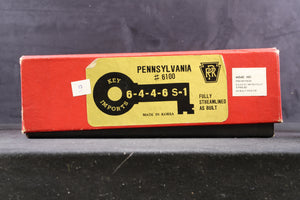 PENNSYLVANIA
# 6100
PRR
KEY
IMPORTS
6-4-4-6 S-1
FULLY
STREAMLINED
AS BUILT
MADE IN KOREA